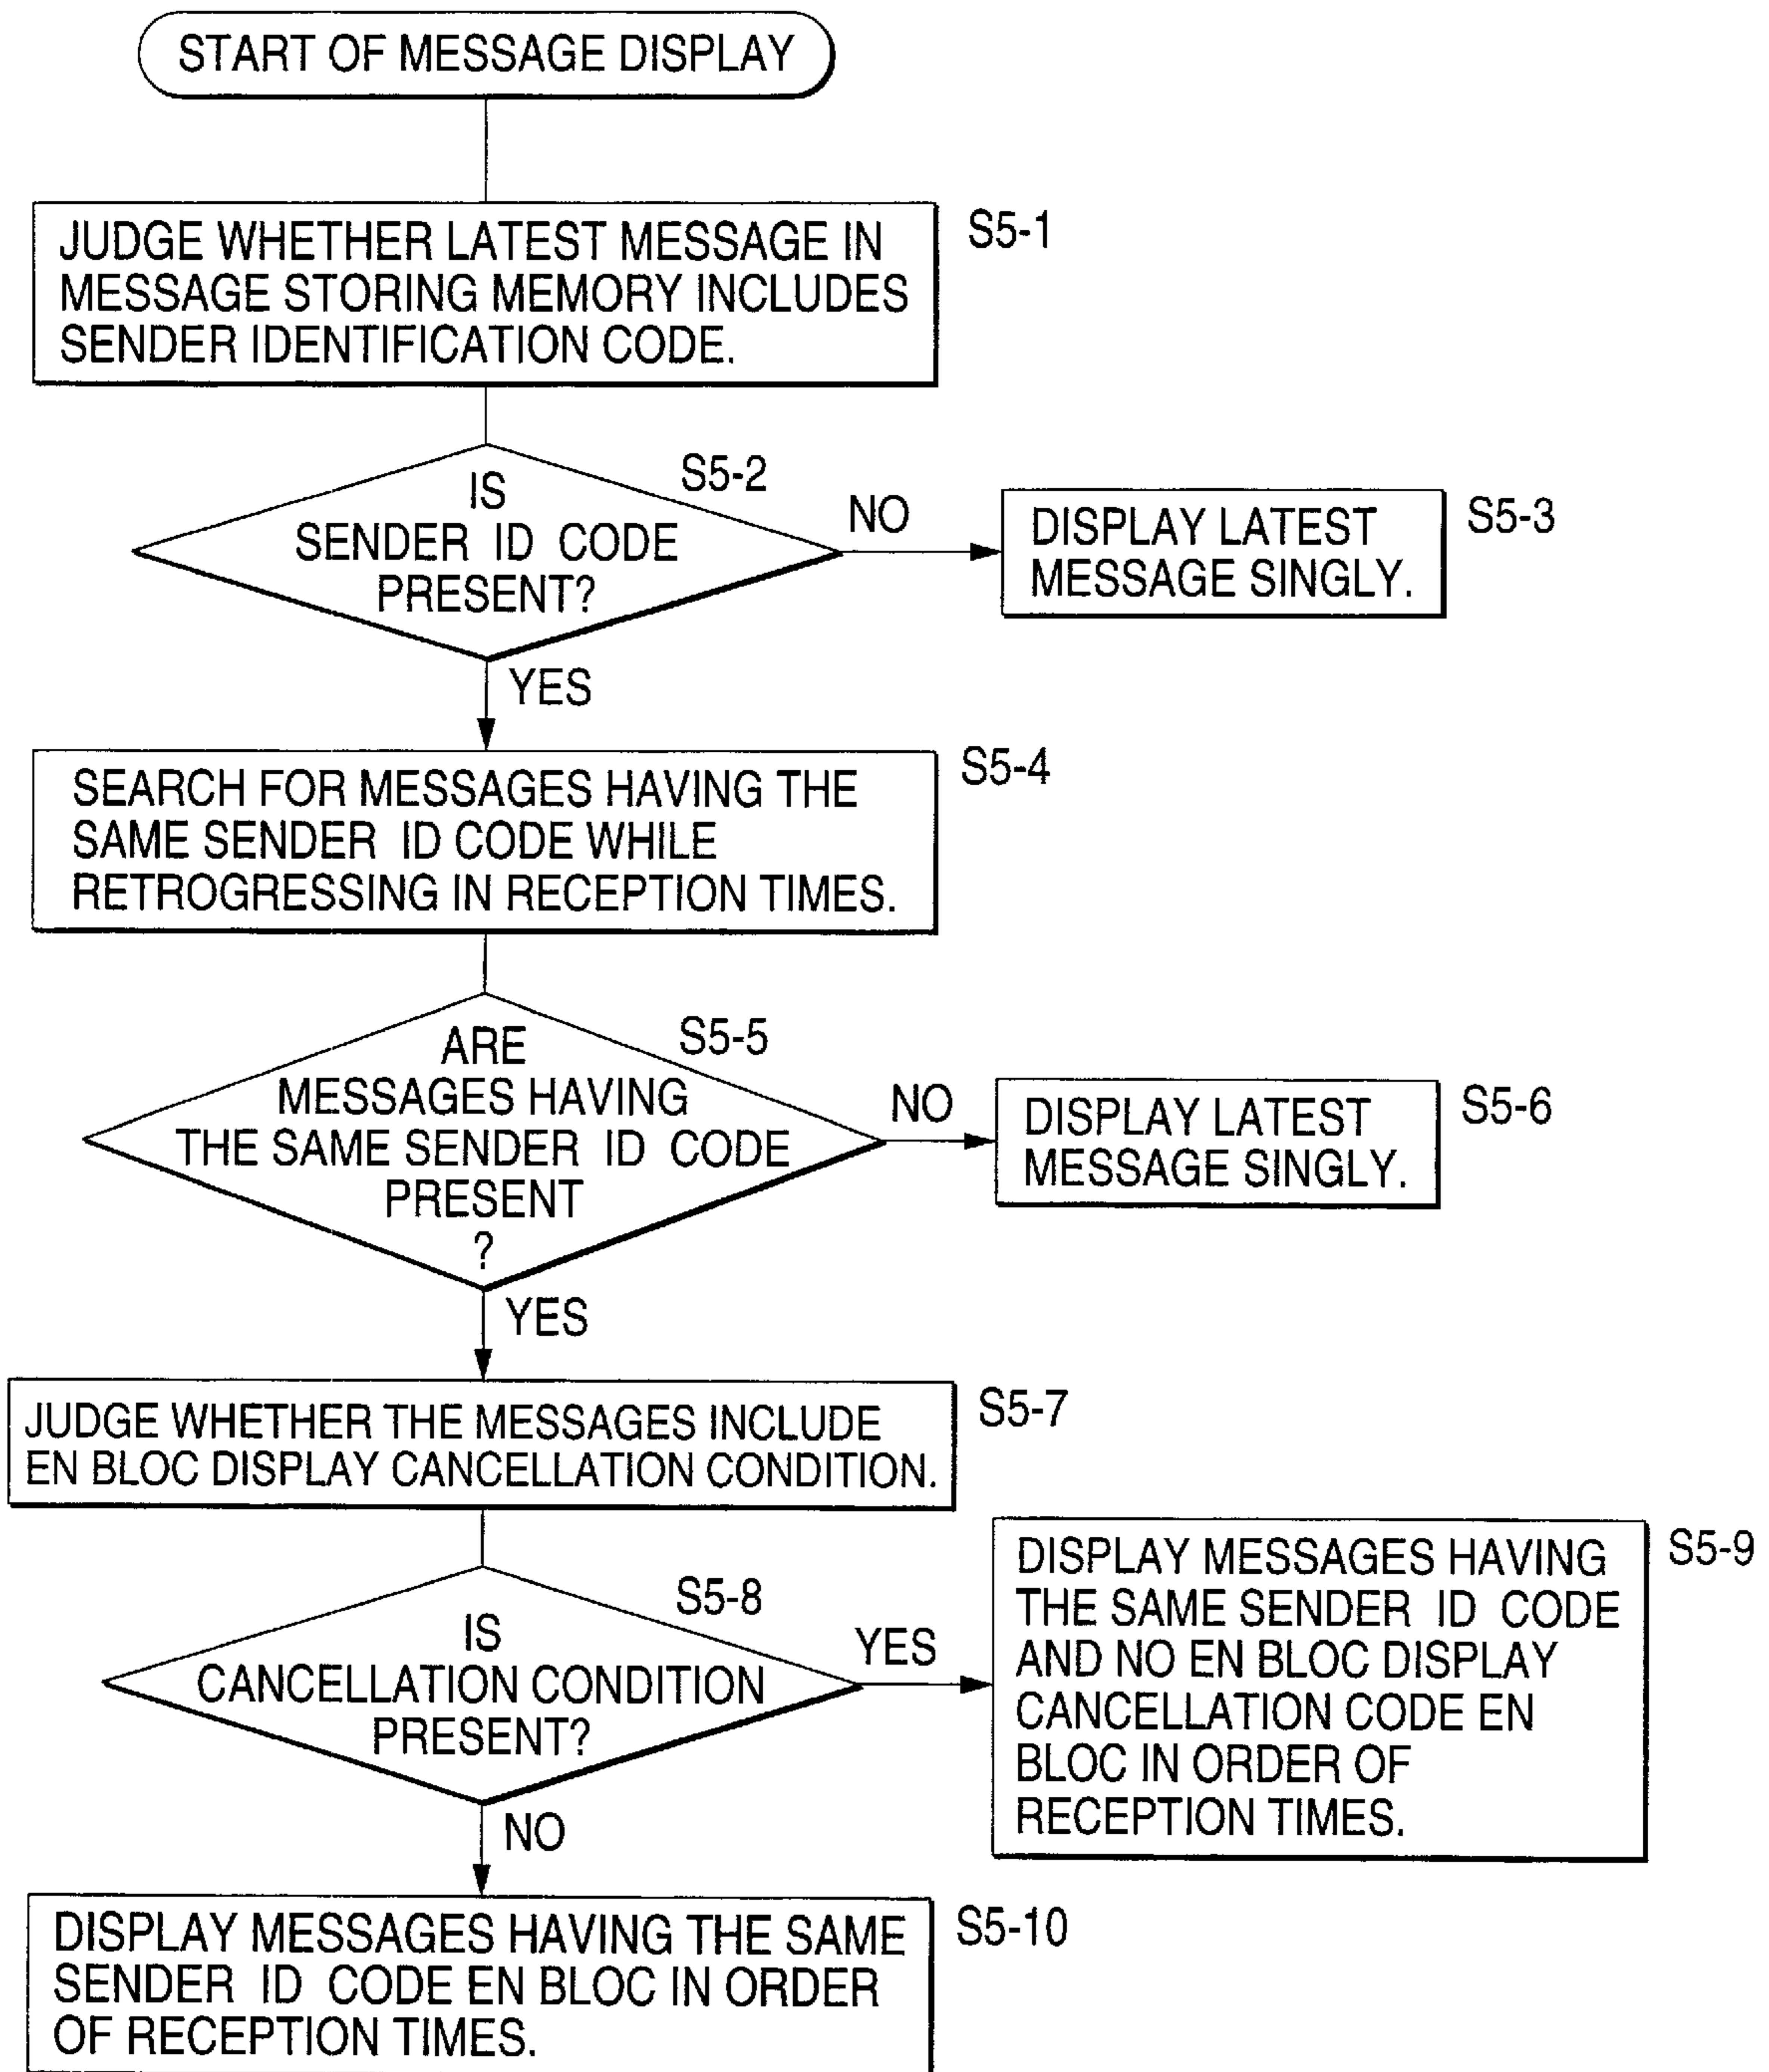 START OF MESSAGE DISPLAY
JUDGE WHETHER LATEST MESSAGE IN
MESSAGE STORING MEMORY INCLUDES
SENDER IDENTIFICATION CODE.
S5-1
IS
SENDER ID CODE
PRESENT?
S5-2
NO
DISPLAY LATEST
MESSAGE SINGLY.
S5-3
YES
SEARCH FOR MESSAGES HAVING THE
SAME SENDER ID CODE WHILE
RETROGRESSING IN RECEPTION TIMES.
S5-4
ARE
MESSAGES HAVING
THE SAME SENDER ID CODE
PRESENT
?
S5-5
NO
DISPLAY LATEST
MESSAGE SINGLY.
S5-6
YES
JUDGE WHETHER THE MESSAGES INCLUDE
EN BLOC DISPLAY CANCELLATION CONDITION.
S5-7
IS
CANCELLATION CONDITION
PRESENT?
S5-8
YES
DISPLAY MESSAGES HAVING
THE SAME SENDER ID CODE
AND NO EN BLOC DISPLAY
CANCELLATION CODE EN
BLOC IN ORDER OF
RECEPTION TIMES.
S5-9
NO
DISPLAY MESSAGES HAVING THE SAME
SENDER ID CODE EN BLOC IN ORDER
OF RECEPTION TIMES.
S5-10